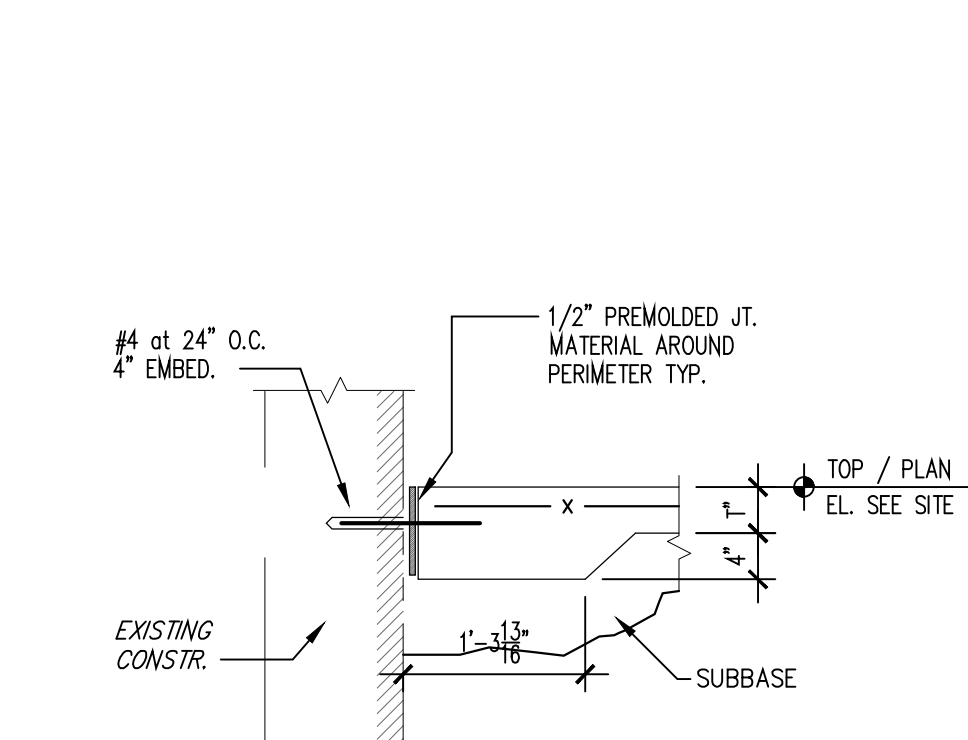 1/2" PREMOLDED JT.
MATERIAL AROUND
PERIMETER TYP.
#4 at 24" O.C.
4" EMBED.
TOP / PLAN
EL. SEE SITE
X
"T"
4"
EXISTING
CONSTR.
1'-3 13/16"
SUBBASE